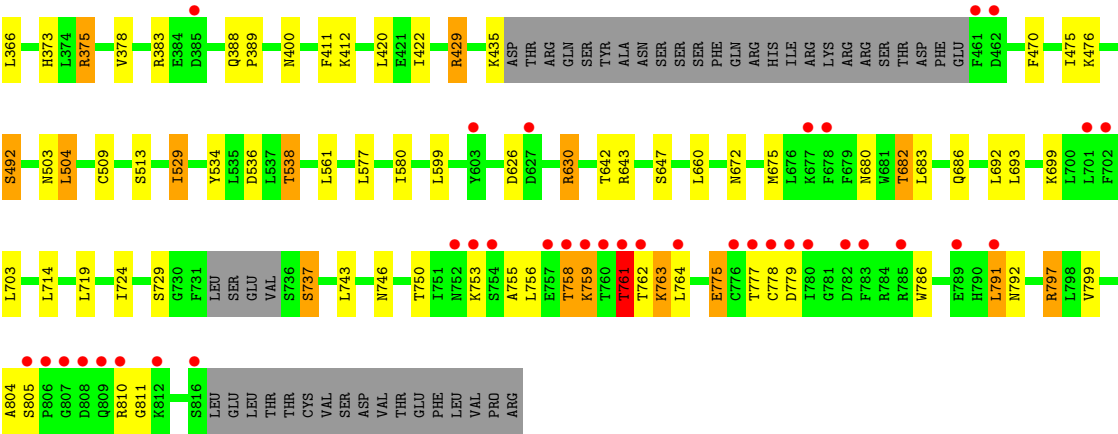 L366 H373 L374 R375 V378 R383 E384 D385 Q388 P389 N400 F411 K412 L420 E421 I422 R429 K435 ASP THR ARG GLN SER TYR ALA ASN SER SER SER PHE GLN ARG HIS ILE ARG LYS ARG ARG SER THR ASP PHE GLU F461 D462 F470 I475 K476
S492 N503 L504 C509 S513 I529 Y534 L535 D536 L537 T538 L561 L577 I580 L599 Y603 D626 D627 R630 T642 R643 S647 L660 N672 M675 L676 K677 F678 F679 N680 W681 T682 L683 Q686 L692 L693 K699 L700 L701 F702
L703 L714 L719 I724 S729 G730 F731 LEU SER GLU VAL S736 S737 L743 N746 T750 I751 N752 K753 S754 A755 L756 E757 T758 K759 T760 T761 T762 K763 L764 E775 C776 T777 C778 D779 I780 G781 D782 F783 R784 R785 W786 E789 H790 L791 N792 R797 L798 V799
A804 S805 P806 G807 D808 Q809 R810 G811 K812 S816 LEU GLU LEU THR THR CYS VAL SER ASP VAL THR GLU PHE LEU VAL PRO ARG